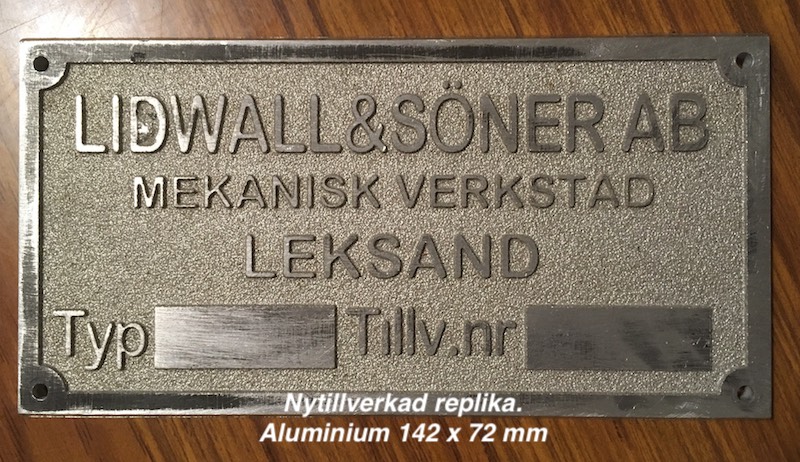 LIDWALL&SÖNER AB
MEKANISK VERKSTAD
LEKSAND
Typ Tillv.nr
Nytillverkad replika.
Aluminium 142 x 72 mm